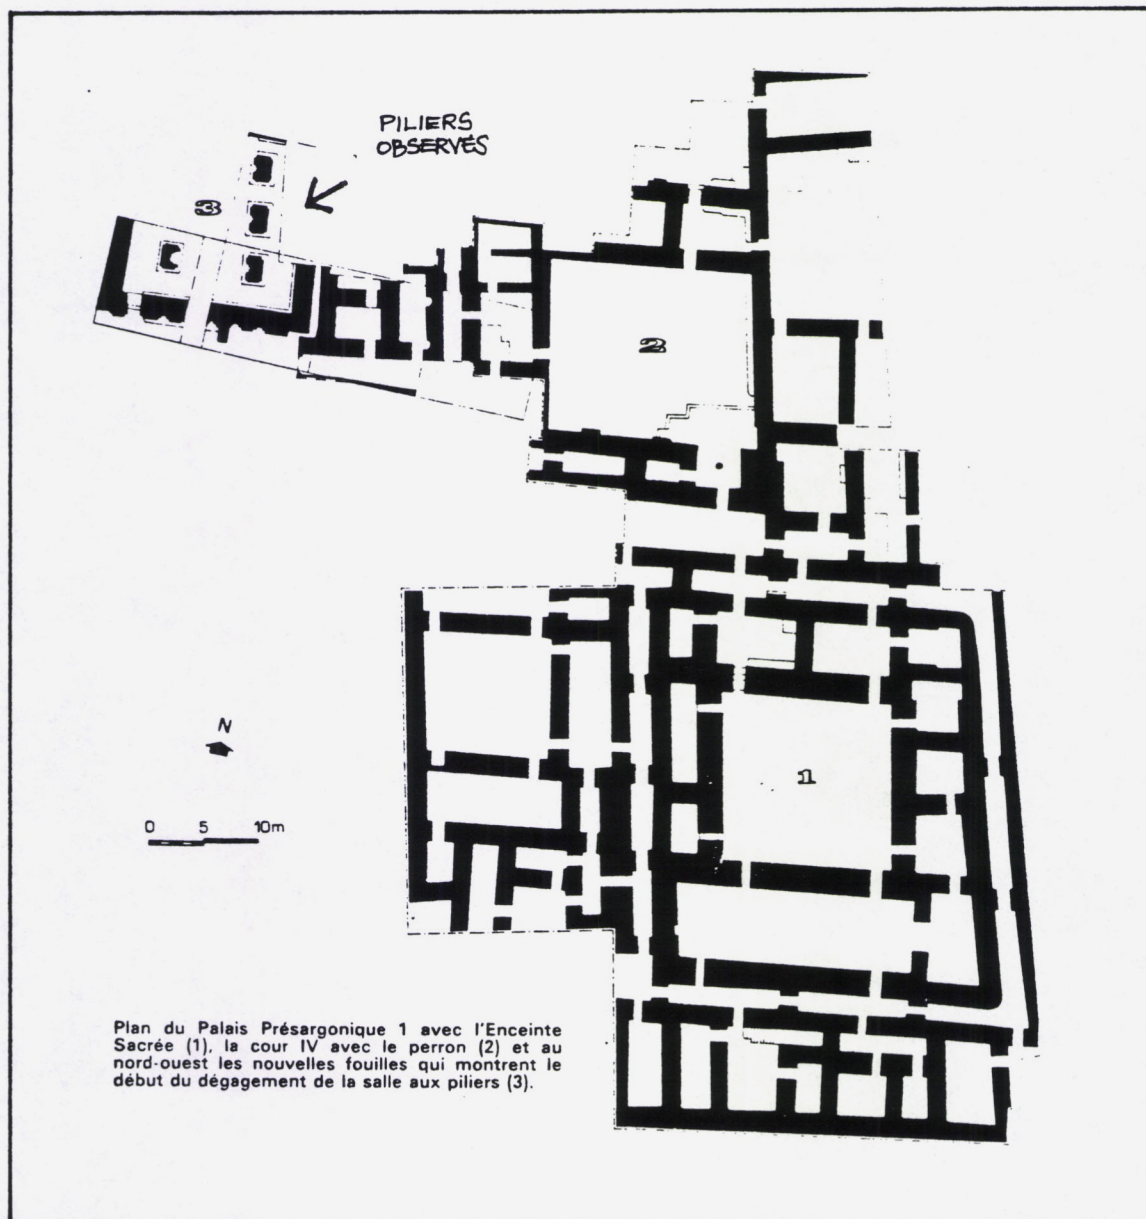 PILIERS
OBSERVÉS
3
2
N
1
0 5 10m
Plan du Palais Présargonique 1 avec l'Enceinte
Sacrée (1), la cour IV avec le perron (2) et au
nord-ouest les nouvelles fouilles qui montrent le
début du dégagement de la salle aux piliers (3).